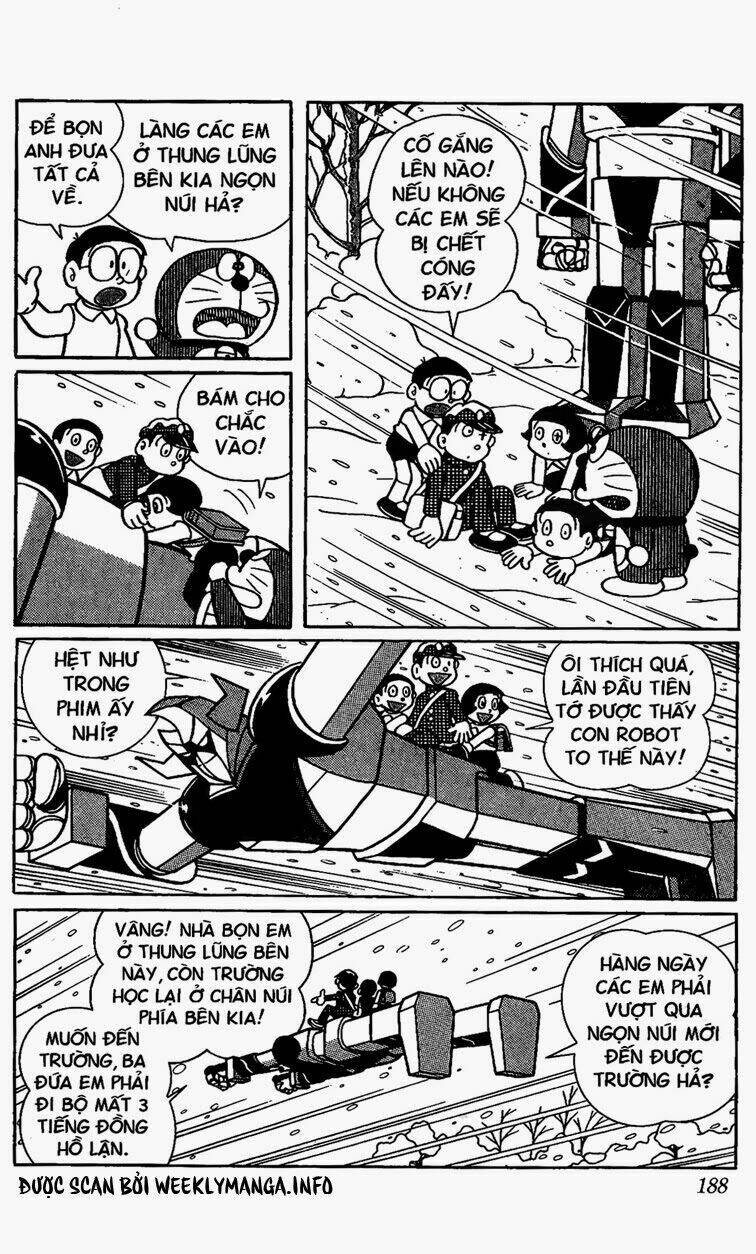 CỐ GẮNG
LÊN NÀO!
NẾU KHÔNG
CÁC EM SẼ
BỊ CHẾT
CÓNG
ĐẤY!
LÀNG CÁC EM
Ở THUNG LŨNG
BÊN KIA NGỌN
NÚI HẢ?
ĐỂ BỌN
ANH ĐƯA
TẤT CẢ
VỀ.
BÁM CHO
CHẮC
VÀO!
ÔI THÍCH QUÁ,
LẦN ĐẦU TIÊN
TỚ ĐƯỢC THẤY
CON ROBOT
TO THẾ NÀY!
HỆT NHƯ
TRONG
PHIM ẤY
NHỈ?
HÀNG NGÀY
CÁC EM PHẢI
VƯỢT QUA
NGỌN NÚI MỚI
ĐẾN ĐƯỢC
TRƯỜNG HẢ?
VÂNG! NHÀ BỌN EM
Ở THUNG LŨNG BÊN
NÀY, CÒN TRƯỜNG
HỌC LẠI Ở CHÂN NÚI
PHÍA BÊN KIA!
MUỐN ĐẾN
TRƯỜNG, BA
ĐỨA EM PHẢI
ĐI BỘ MẤT 3
TIẾNG ĐỒNG
HỒ LẬN.
ĐƯỢC SCAN BỞI WEEKLYMANGA.INFO
188